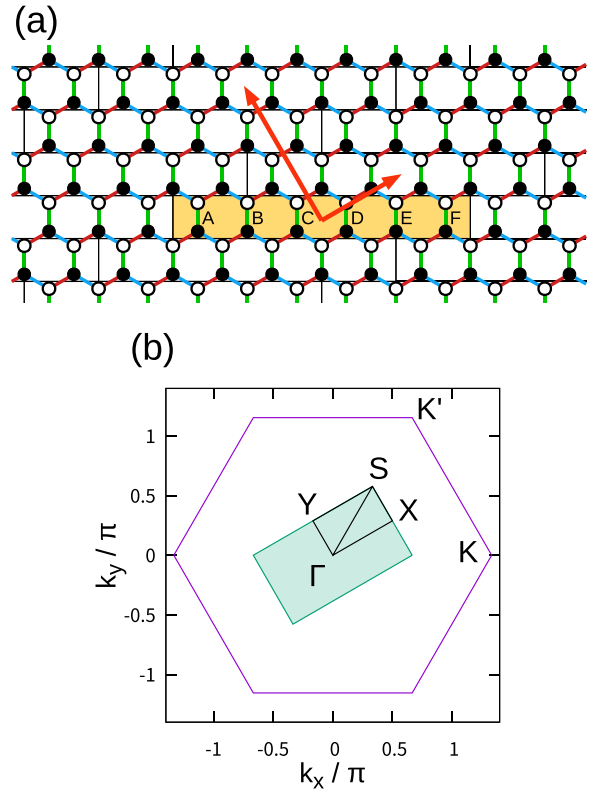 (a)
A B C D E F
(b)
K'
1
S
0.5
Y
X
k_y / π
0
K
Γ
-0.5
-1
-1 -0.5 0 0.5 1
k_x / π